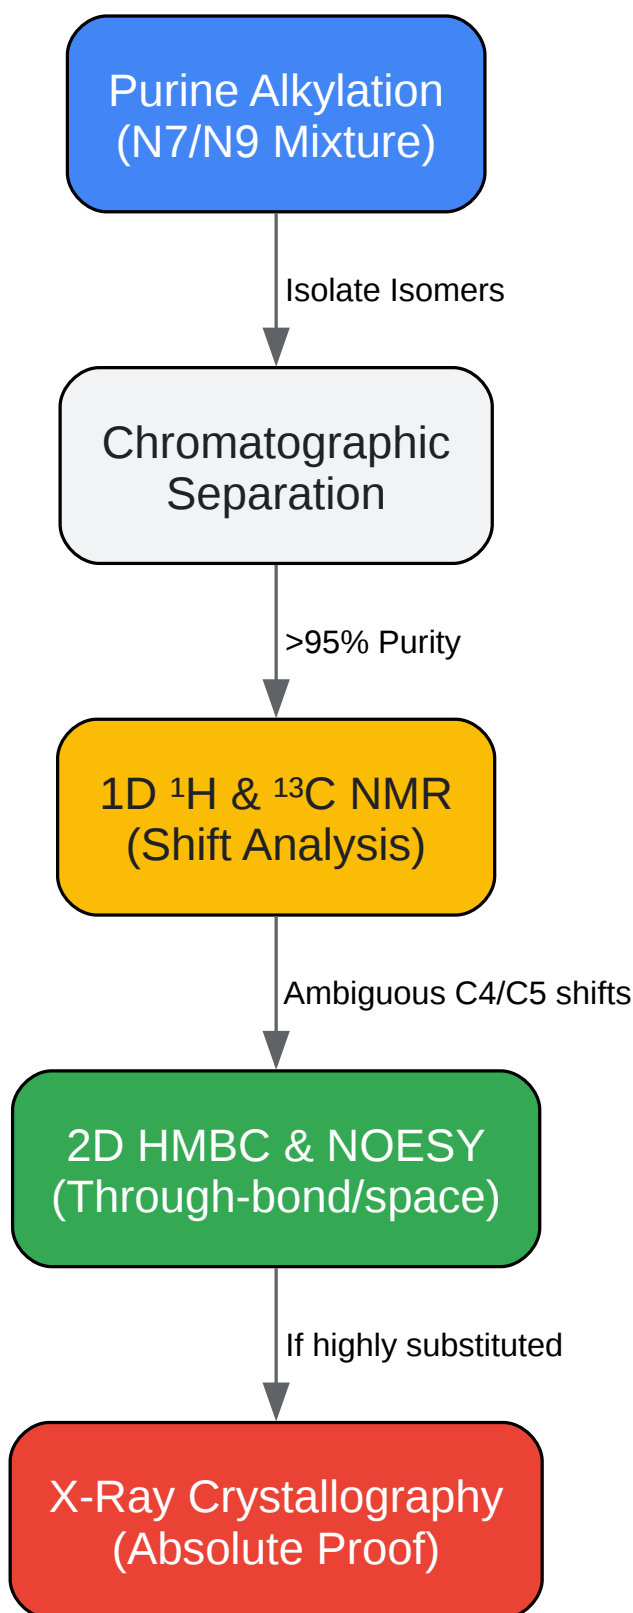 Purine Alkylation
(N7/N9 Mixture)
Isolate Isomers
Chromatographic
Separation
>95% Purity
1D ¹H & ¹³C NMR
(Shift Analysis)
Ambiguous C4/C5 shifts
2D HMBC & NOESY
(Through-bond/space)
If highly substituted
X-Ray Crystallography
(Absolute Proof)